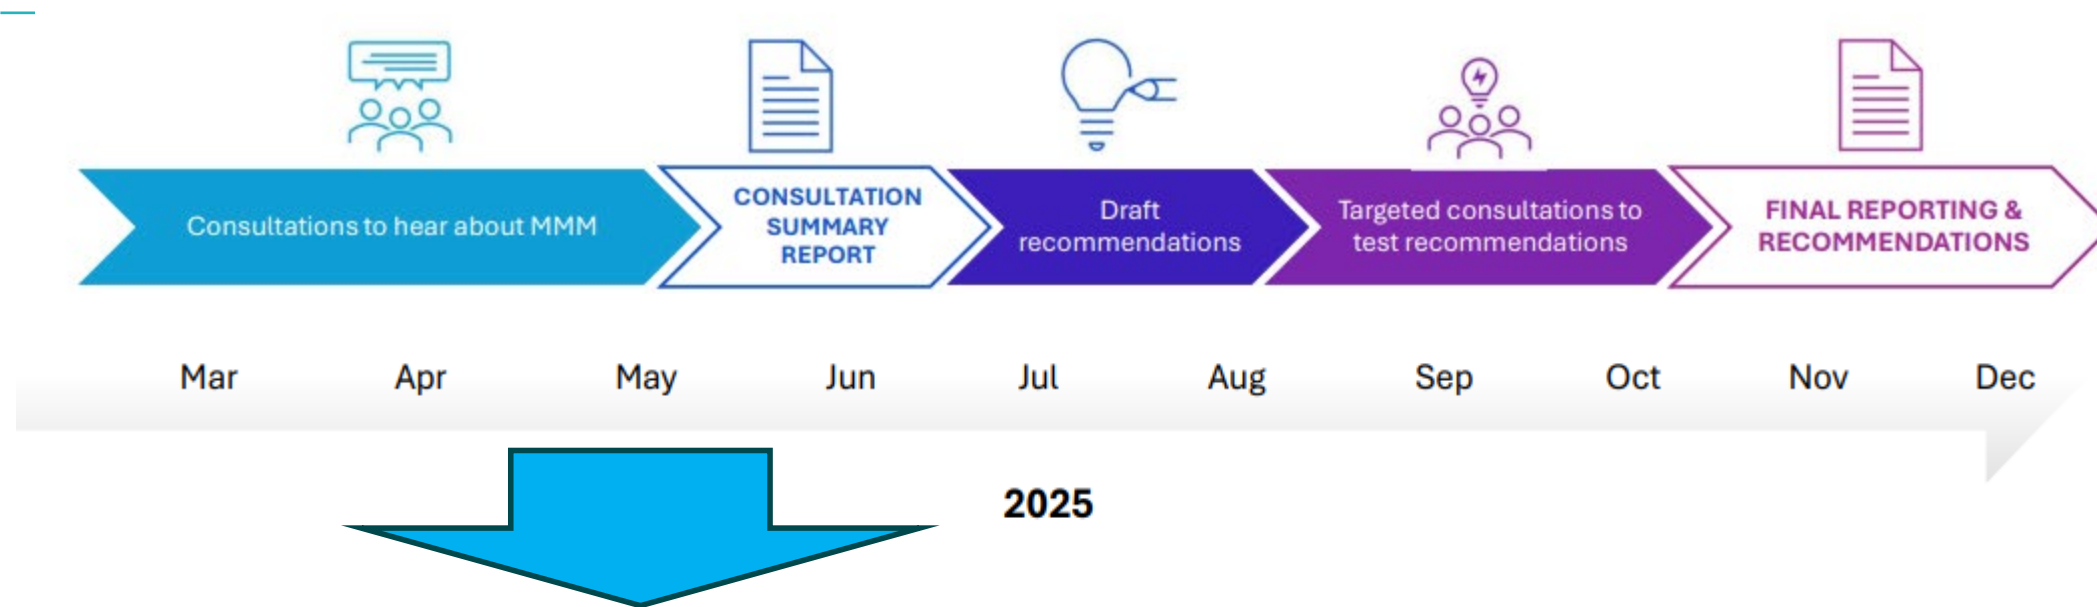 Consultations to hear about MMM
CONSULTATION
SUMMARY
REPORT
Draft
recommendations
Targeted consultations to
test recommendations
FINAL REPORTING &
RECOMMENDATIONS
Mar Apr May Jun Jul Aug Sep Oct Nov Dec
2025